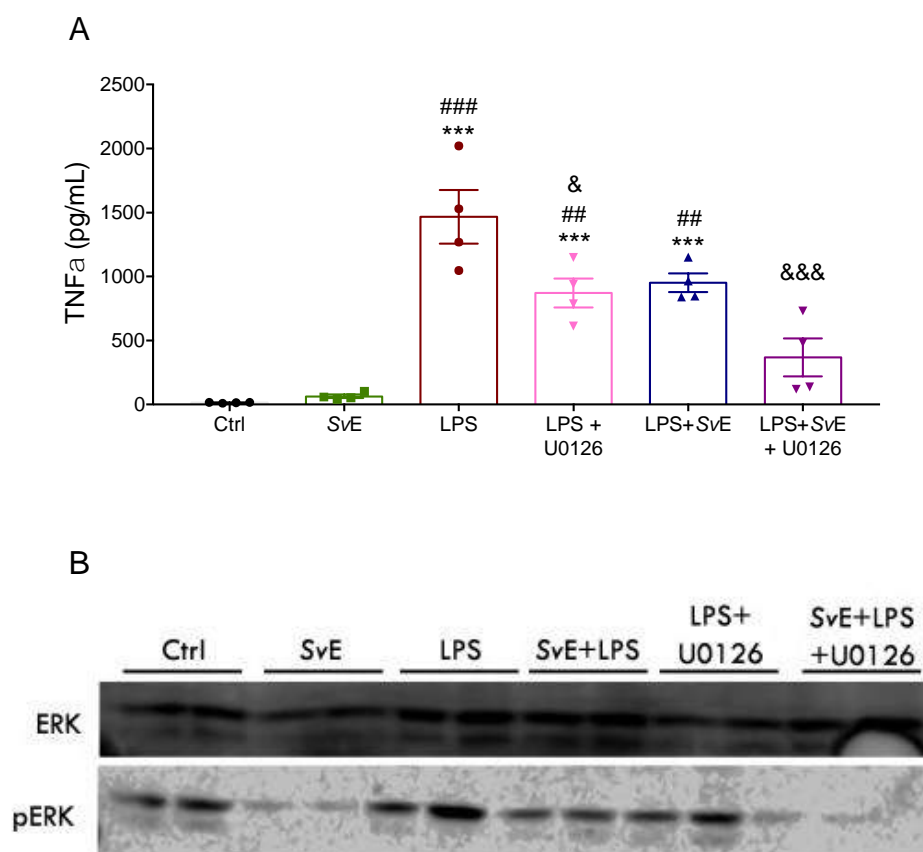 A
TNFa (pg/mL)
2500
2000
1500
1000
500
0
###
***
&
##
***
##
***
&&&
Ctrl
SvE
LPS
LPS +
U0126
LPS+SvE
LPS+SvE
+ U0126
B
Ctrl
SvE
LPS
SvE+LPS
LPS+
U0126
SvE+LPS
+U0126
ERK
pERK